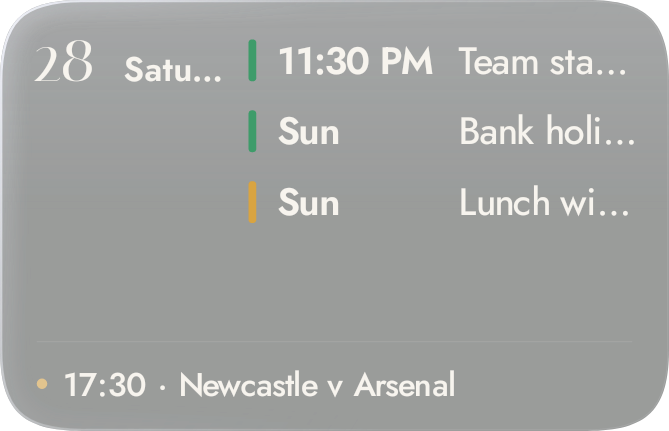 28 Satu... 11:30 PM Team sta...
Sun Bank holi...
Sun Lunch wi...
17:30 · Newcastle v Arsenal